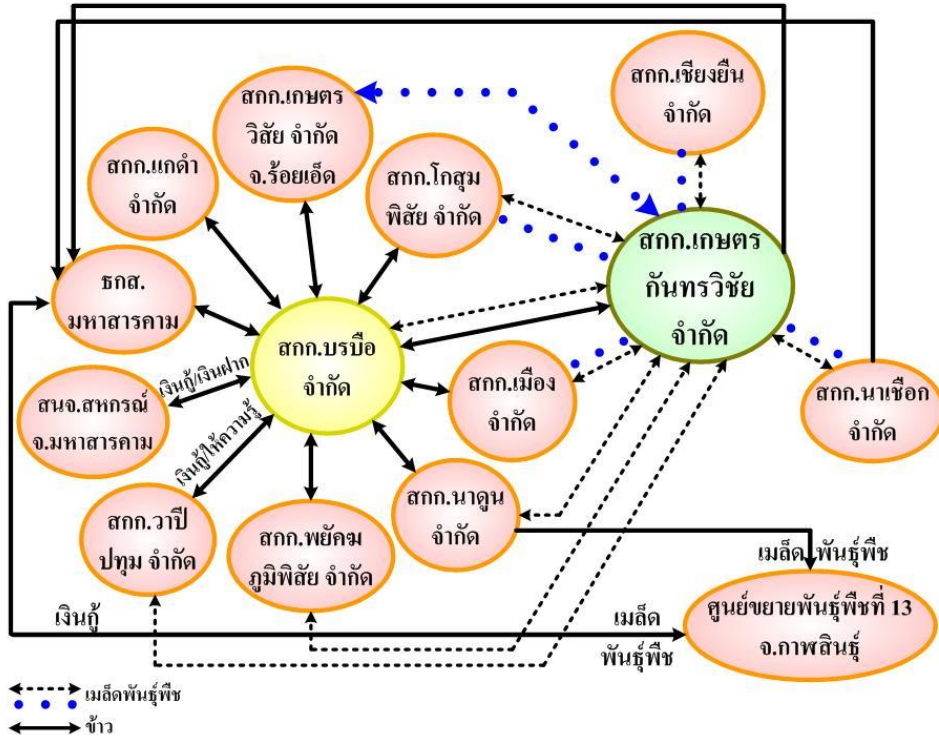 สกก.เชียงยืน
จำกัด
สกก.เกษตร
วิสัย จำกัด
จ.ร้อยเอ็ด
สกก.แกดำ
จำกัด
สกก.โกสุม
พิสัย จำกัด
สกก.เกษตร
กันทรวิชัย
จำกัด
ธกส.
มหาสารคาม
สกก.บรบือ
จำกัด
เงินกู้/เงินฝาก
สกก.เมือง
จำกัด
สกก.นาเชือก
จำกัด
สนจ.สหกรณ์
จ.มหาสารคาม
เงินกู้/ให้ความรู้
สกก.นาดูน
จำกัด
สกก.วาปี
ปทุม จำกัด
สกก.พยัคฆ
ภูมิพิสัย จำกัด
เมล็ด พันธุ์พืช
ศูนย์ขยายพันธุ์พืชที่ 13
จ.กาฬสินธุ์
เงินกู้
เมล็ด
พันธุ์พืช
เมล็ดพันธุ์พืช
ข้าว